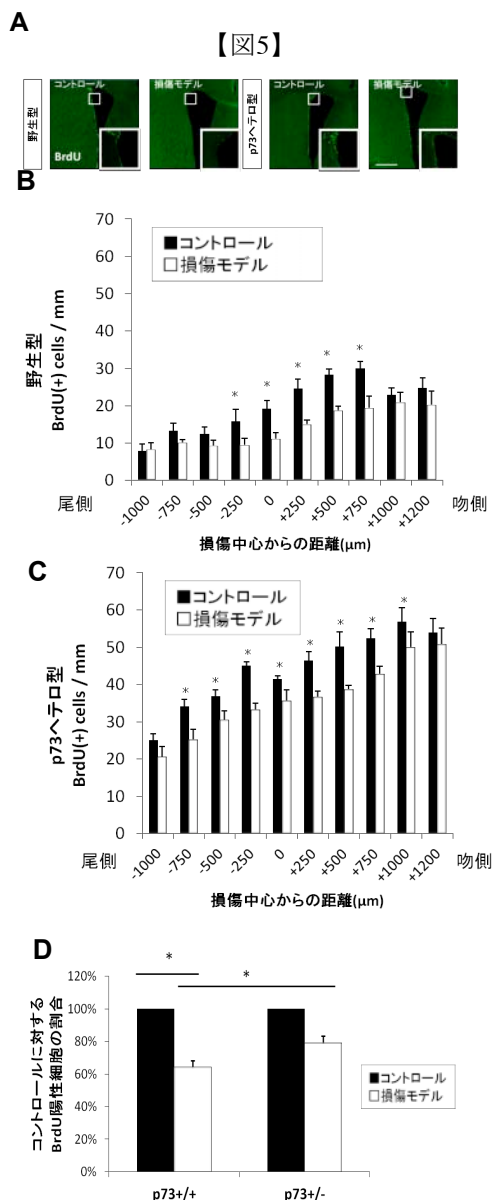 A
【図5】
野生型
コントロール
BrdU
損傷モデル
p73ヘテロ型
コントロール
損傷モデル
B
野生型
BrdU(+) cells / mm
70
60
50
40
30
20
10
0
コントロール
損傷モデル
* * * * *
尾側
-1000 -750 -500 -250 0 +250 +500 +750 +1000 +1200
吻側
損傷中心からの距離(μm)
C
p73ヘテロ型
BrdU(+) cells / mm
70
60
50
40
30
20
10
0
コントロール
損傷モデル
* * * * * * * *
尾側
-1000 -750 -500 -250 0 +250 +500 +750 +1000 +1200
吻側
損傷中心からの距離(μm)
D
コントロールに対する
BrdU陽性細胞の割合
120%
100%
80%
60%
40%
20%
0%
*
*
コントロール
損傷モデル
p73+/+ p73+/-